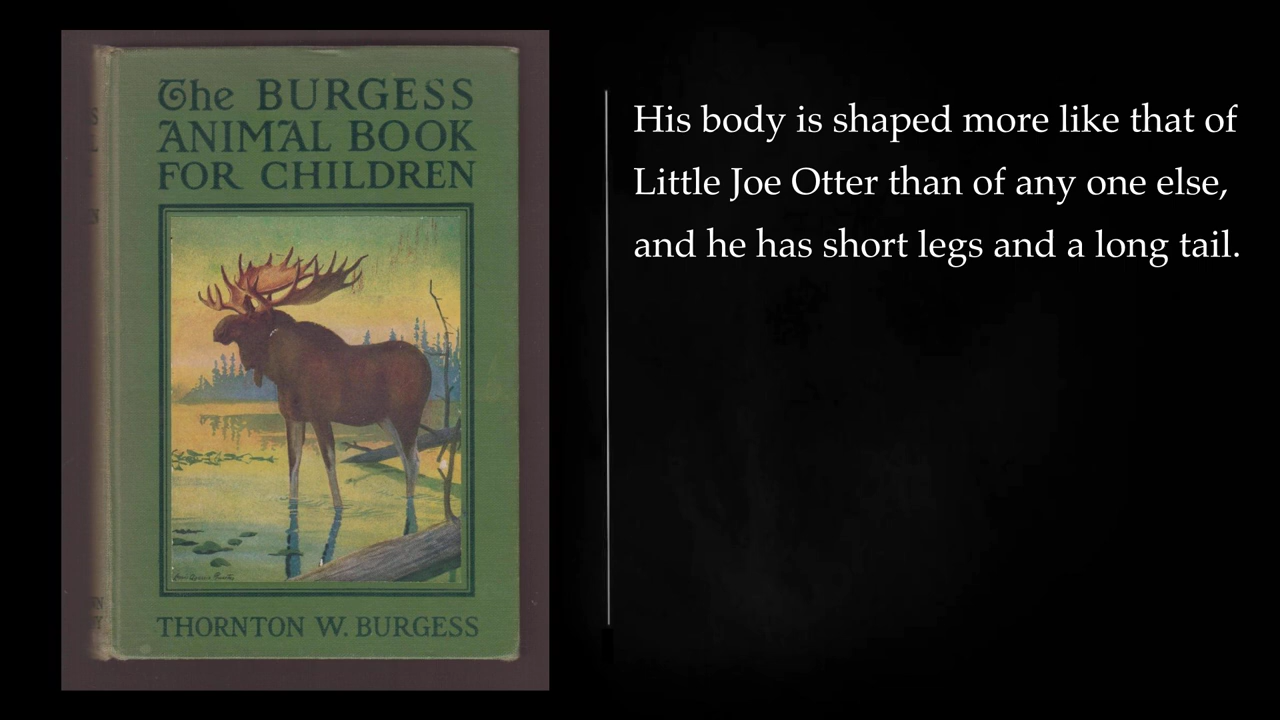 The BURGESS
ANIMAL BOOK
FOR CHILDREN
THORNTON W. BURGESS
His body is shaped more like that of
Little Joe Otter than of any one else,
and he has short legs and a long tail.